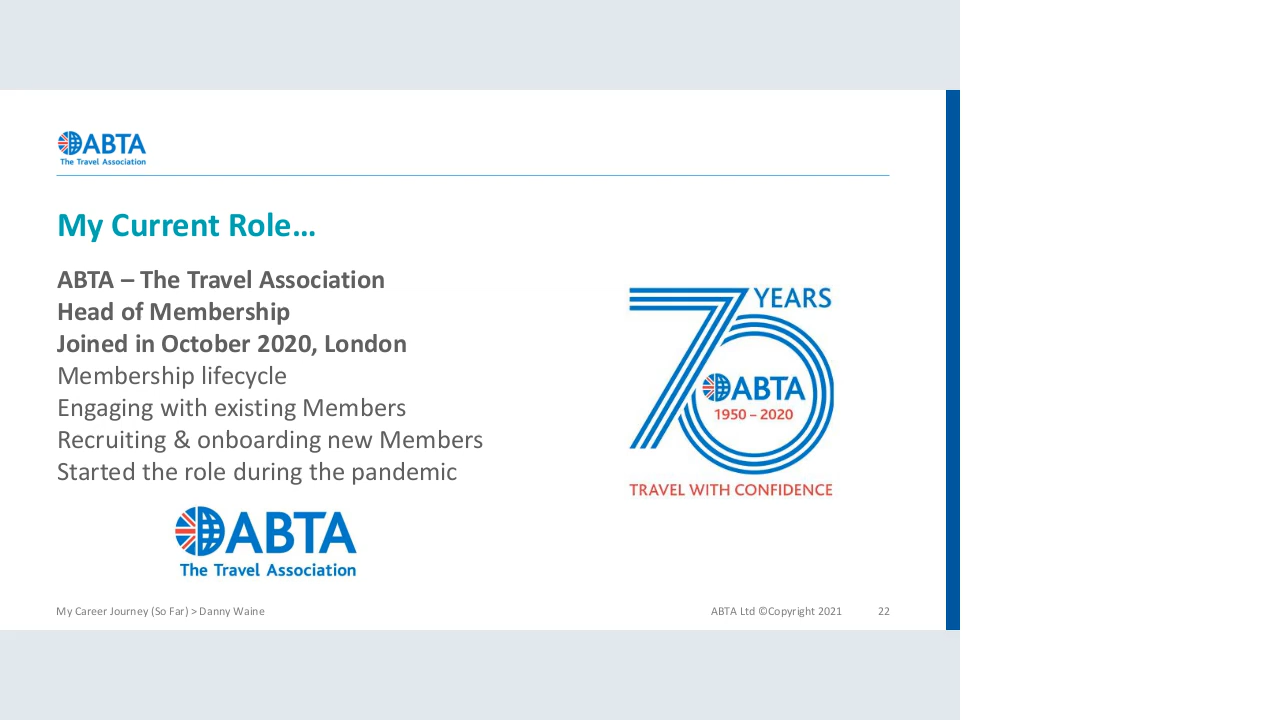 ABTA
The Travel Association
My Current Role…
ABTA – The Travel Association
Head of Membership
Joined in October 2020, London
Membership lifecycle
Engaging with existing Members
Recruiting & onboarding new Members
Started the role during the pandemic
70 YEARS
ABTA
1950 – 2020
TRAVEL WITH CONFIDENCE
ABTA
The Travel Association
My Career Journey (So Far) > Danny Waine
ABTA Ltd ©Copyright 2021
22